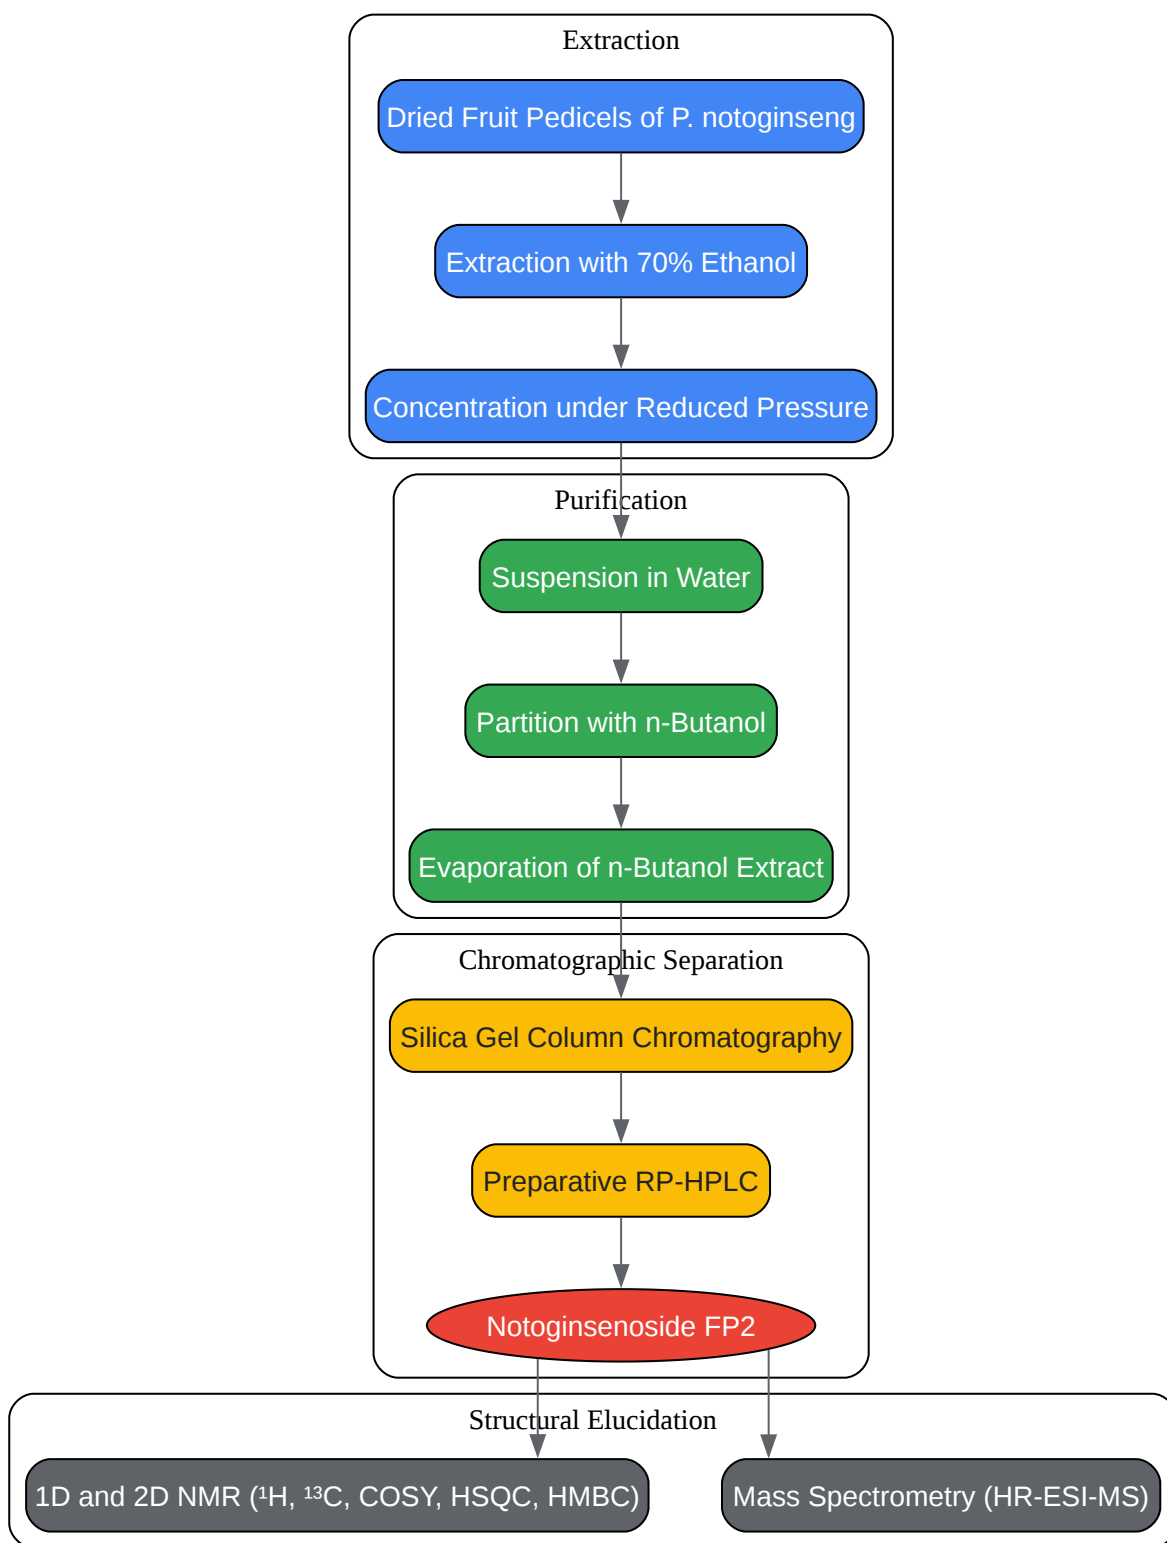 Extraction
Dried Fruit Pedicels of P. notoginseng
Extraction with 70% Ethanol
Concentration under Reduced Pressure
Purification
Suspension in Water
Partition with n-Butanol
Evaporation of n-Butanol Extract
Chromatographic Separation
Silica Gel Column Chromatography
Preparative RP-HPLC
Notoginsenoside FP2
Structural Elucidation
1D and 2D NMR (¹H, ¹³C, COSY, HSQC, HMBC)
Mass Spectrometry (HR-ESI-MS)